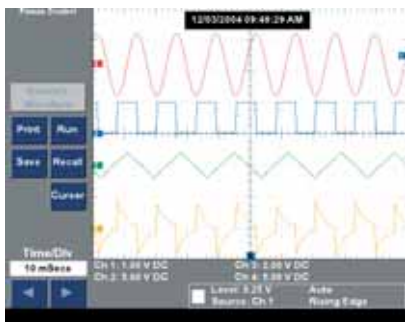 12/03/2004 09:49:29 AM
Print Run
Save Recall
Cursor
Time/Div
10 mSecs
Ch 1: 1.00 V DC Ch 3: 2.00 V DC
Ch 2: 5.00 V DC Ch 4: 1.00 V DC
Level: 0.25 V Auto
Source: Ch 1 Rising Edge